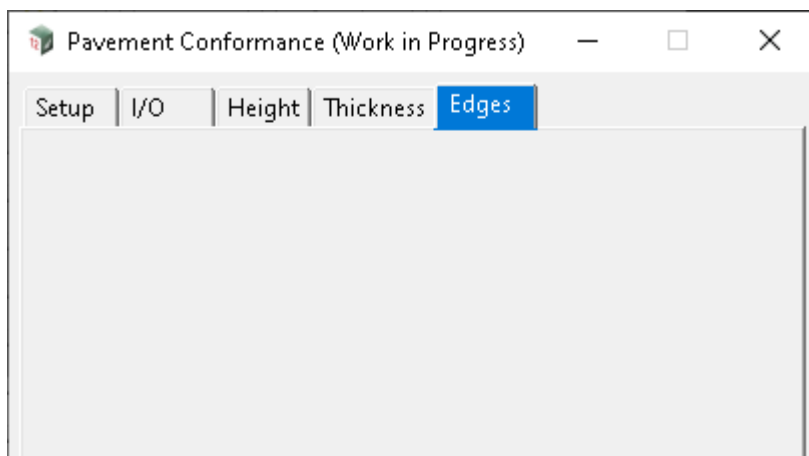 Pavement Conformance (Work in Progress)
Setup I/O Height Thickness Edges